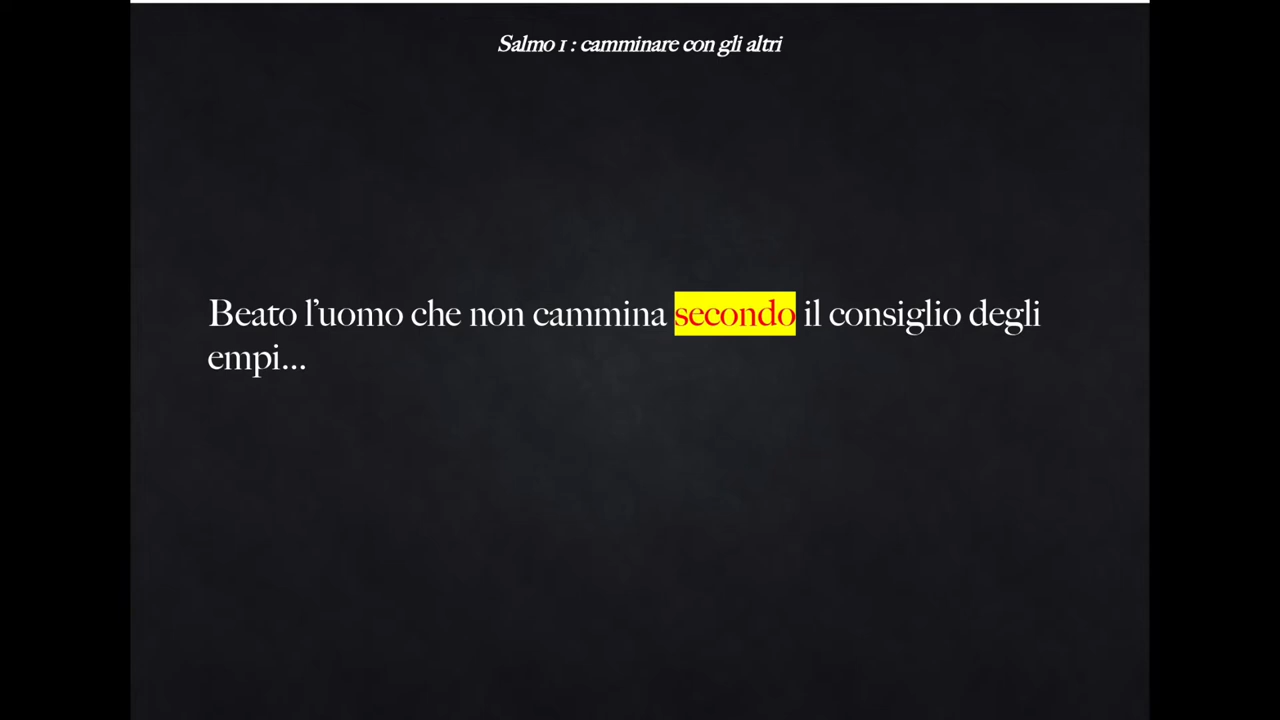 Salmo 1 : camminare con gli altri
Beato l’uomo che non cammina secondo il consiglio degli
empi...